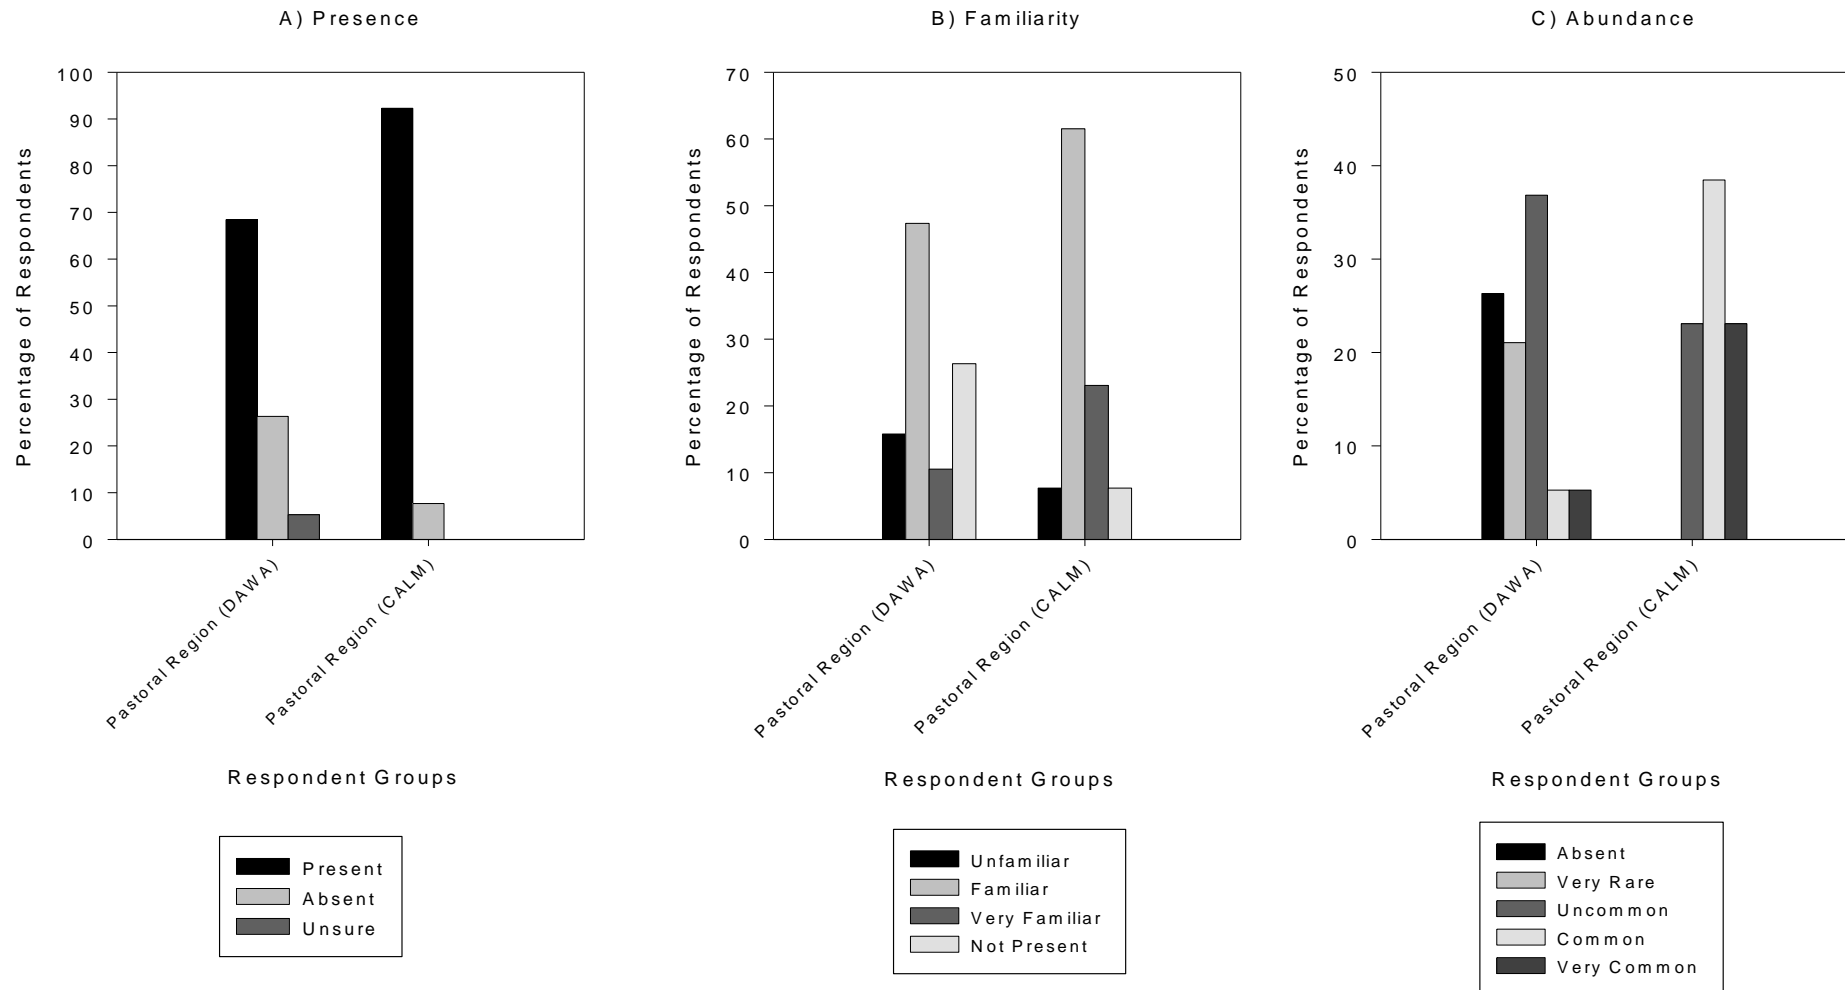 A) Presence
B) Familiarity
C) Abundance
Percentage of Respondents
100
90
80
70
60
50
40
30
20
10
0
Pastoral Region (DAWA)
Pastoral Region (CALM)
Respondent Groups
Present
Absent
Unsure
Percentage of Respondents
70
60
50
40
30
20
10
0
Pastoral Region (DAWA)
Pastoral Region (CALM)
Respondent Groups
Unfamiliar
Familiar
Very Familiar
Not Present
Percentage of Respondents
50
40
30
20
10
0
Pastoral Region (DAWA)
Pastoral Region (CALM)
Respondent Groups
Absent
Very Rare
Uncommon
Common
Very Common